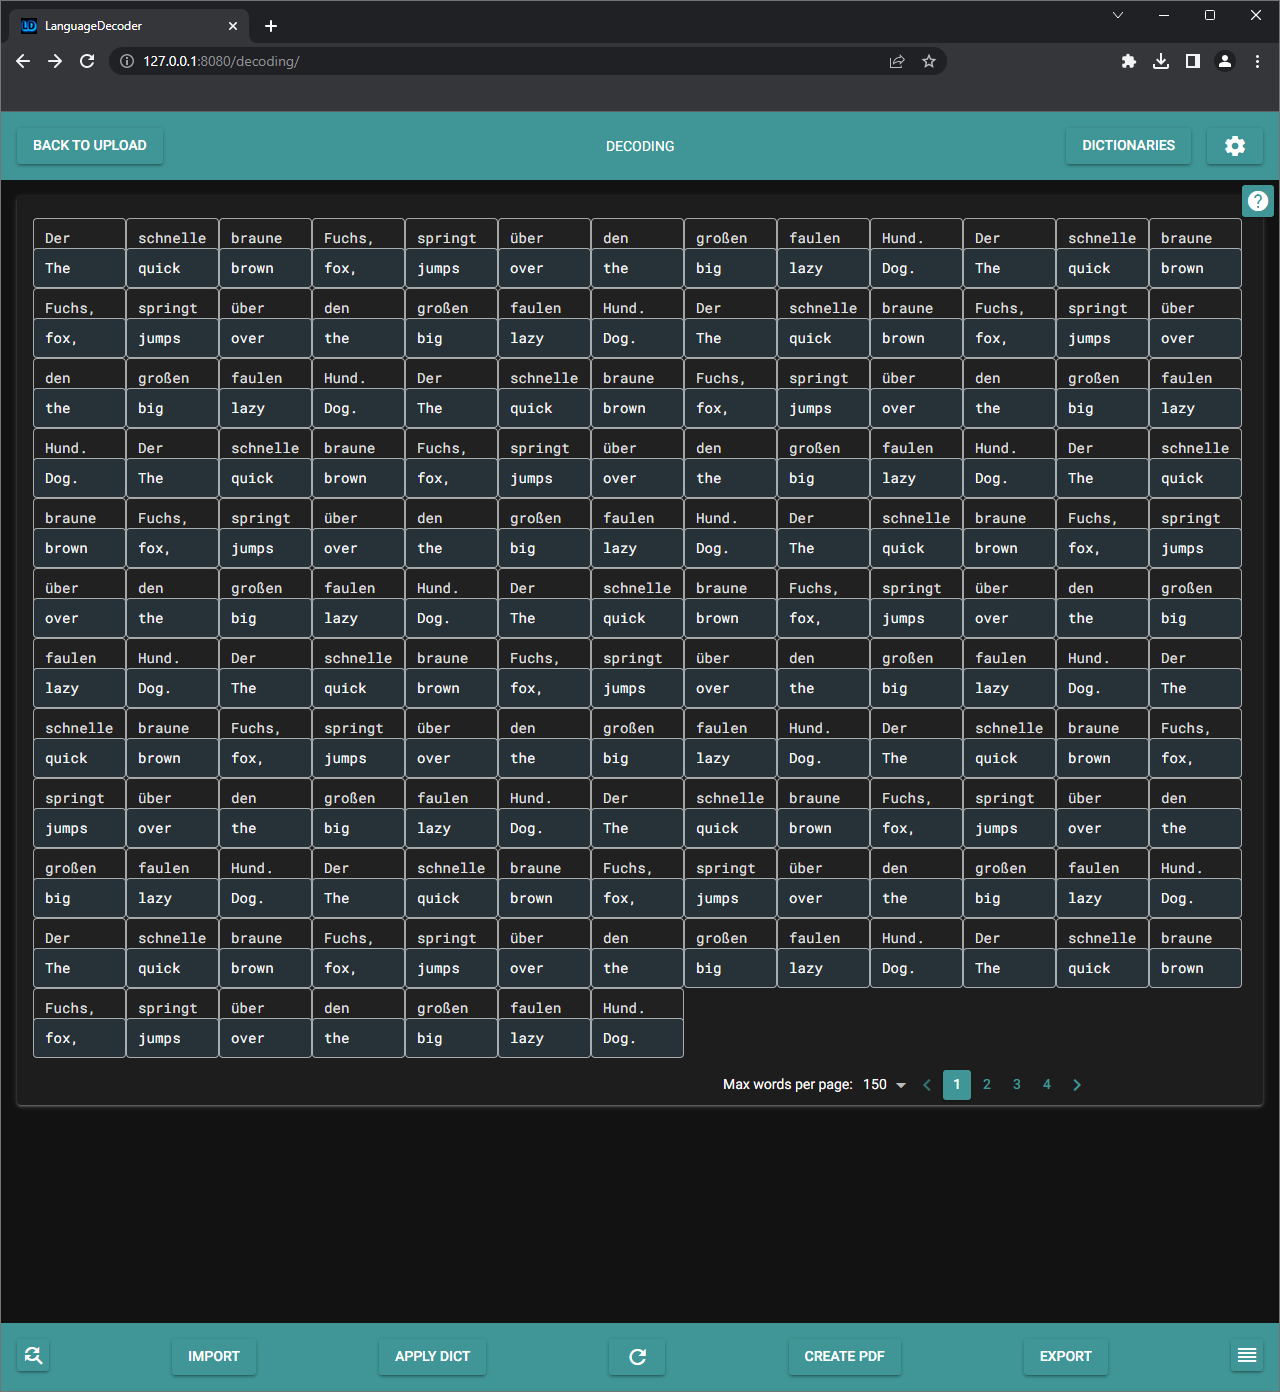 LD LanguageDecoder
127.0.0.1:8080/decoding/
BACK TO UPLOAD DECODING DICTIONARIES
?
Der schnelle braune Fuchs, springt über den großen faulen Hund. Der schnelle braune
The quick brown fox, jumps over the big lazy Dog. The quick brown
Fuchs, springt über den großen faulen Hund. Der schnelle braune Fuchs, springt über
fox, jumps over the big lazy Dog. The quick brown fox, jumps over
den großen faulen Hund. Der schnelle braune Fuchs, springt über den großen faulen
the big lazy Dog. The quick brown fox, jumps over the big lazy
Hund. Der schnelle braune Fuchs, springt über den großen faulen Hund. Der schnelle
Dog. The quick brown fox, jumps over the big lazy Dog. The quick
braune Fuchs, springt über den großen faulen Hund. Der schnelle braune Fuchs, springt
brown fox, jumps over the big lazy Dog. The quick brown fox, jumps
über den großen faulen Hund. Der schnelle braune Fuchs, springt über den großen
over the big lazy Dog. The quick brown fox, jumps over the big
faulen Hund. Der schnelle braune Fuchs, springt über den großen faulen Hund. Der
lazy Dog. The quick brown fox, jumps over the big lazy Dog. The
schnelle braune Fuchs, springt über den großen faulen Hund. Der schnelle braune Fuchs,
quick brown fox, jumps over the big lazy Dog. The quick brown fox,
springt über den großen faulen Hund. Der schnelle braune Fuchs, springt über den
jumps over the big lazy Dog. The quick brown fox, jumps over the
großen faulen Hund. Der schnelle braune Fuchs, springt über den großen faulen Hund.
big lazy Dog. The quick brown fox, jumps over the big lazy Dog.
Der schnelle braune Fuchs, springt über den großen faulen Hund. Der schnelle braune
The quick brown fox, jumps over the big lazy Dog. The quick brown
Fuchs, springt über den großen faulen Hund.
fox, jumps over the big lazy Dog.
Max words per page: 150 1 2 3 4
IMPORT APPLY DICT CREATE PDF EXPORT